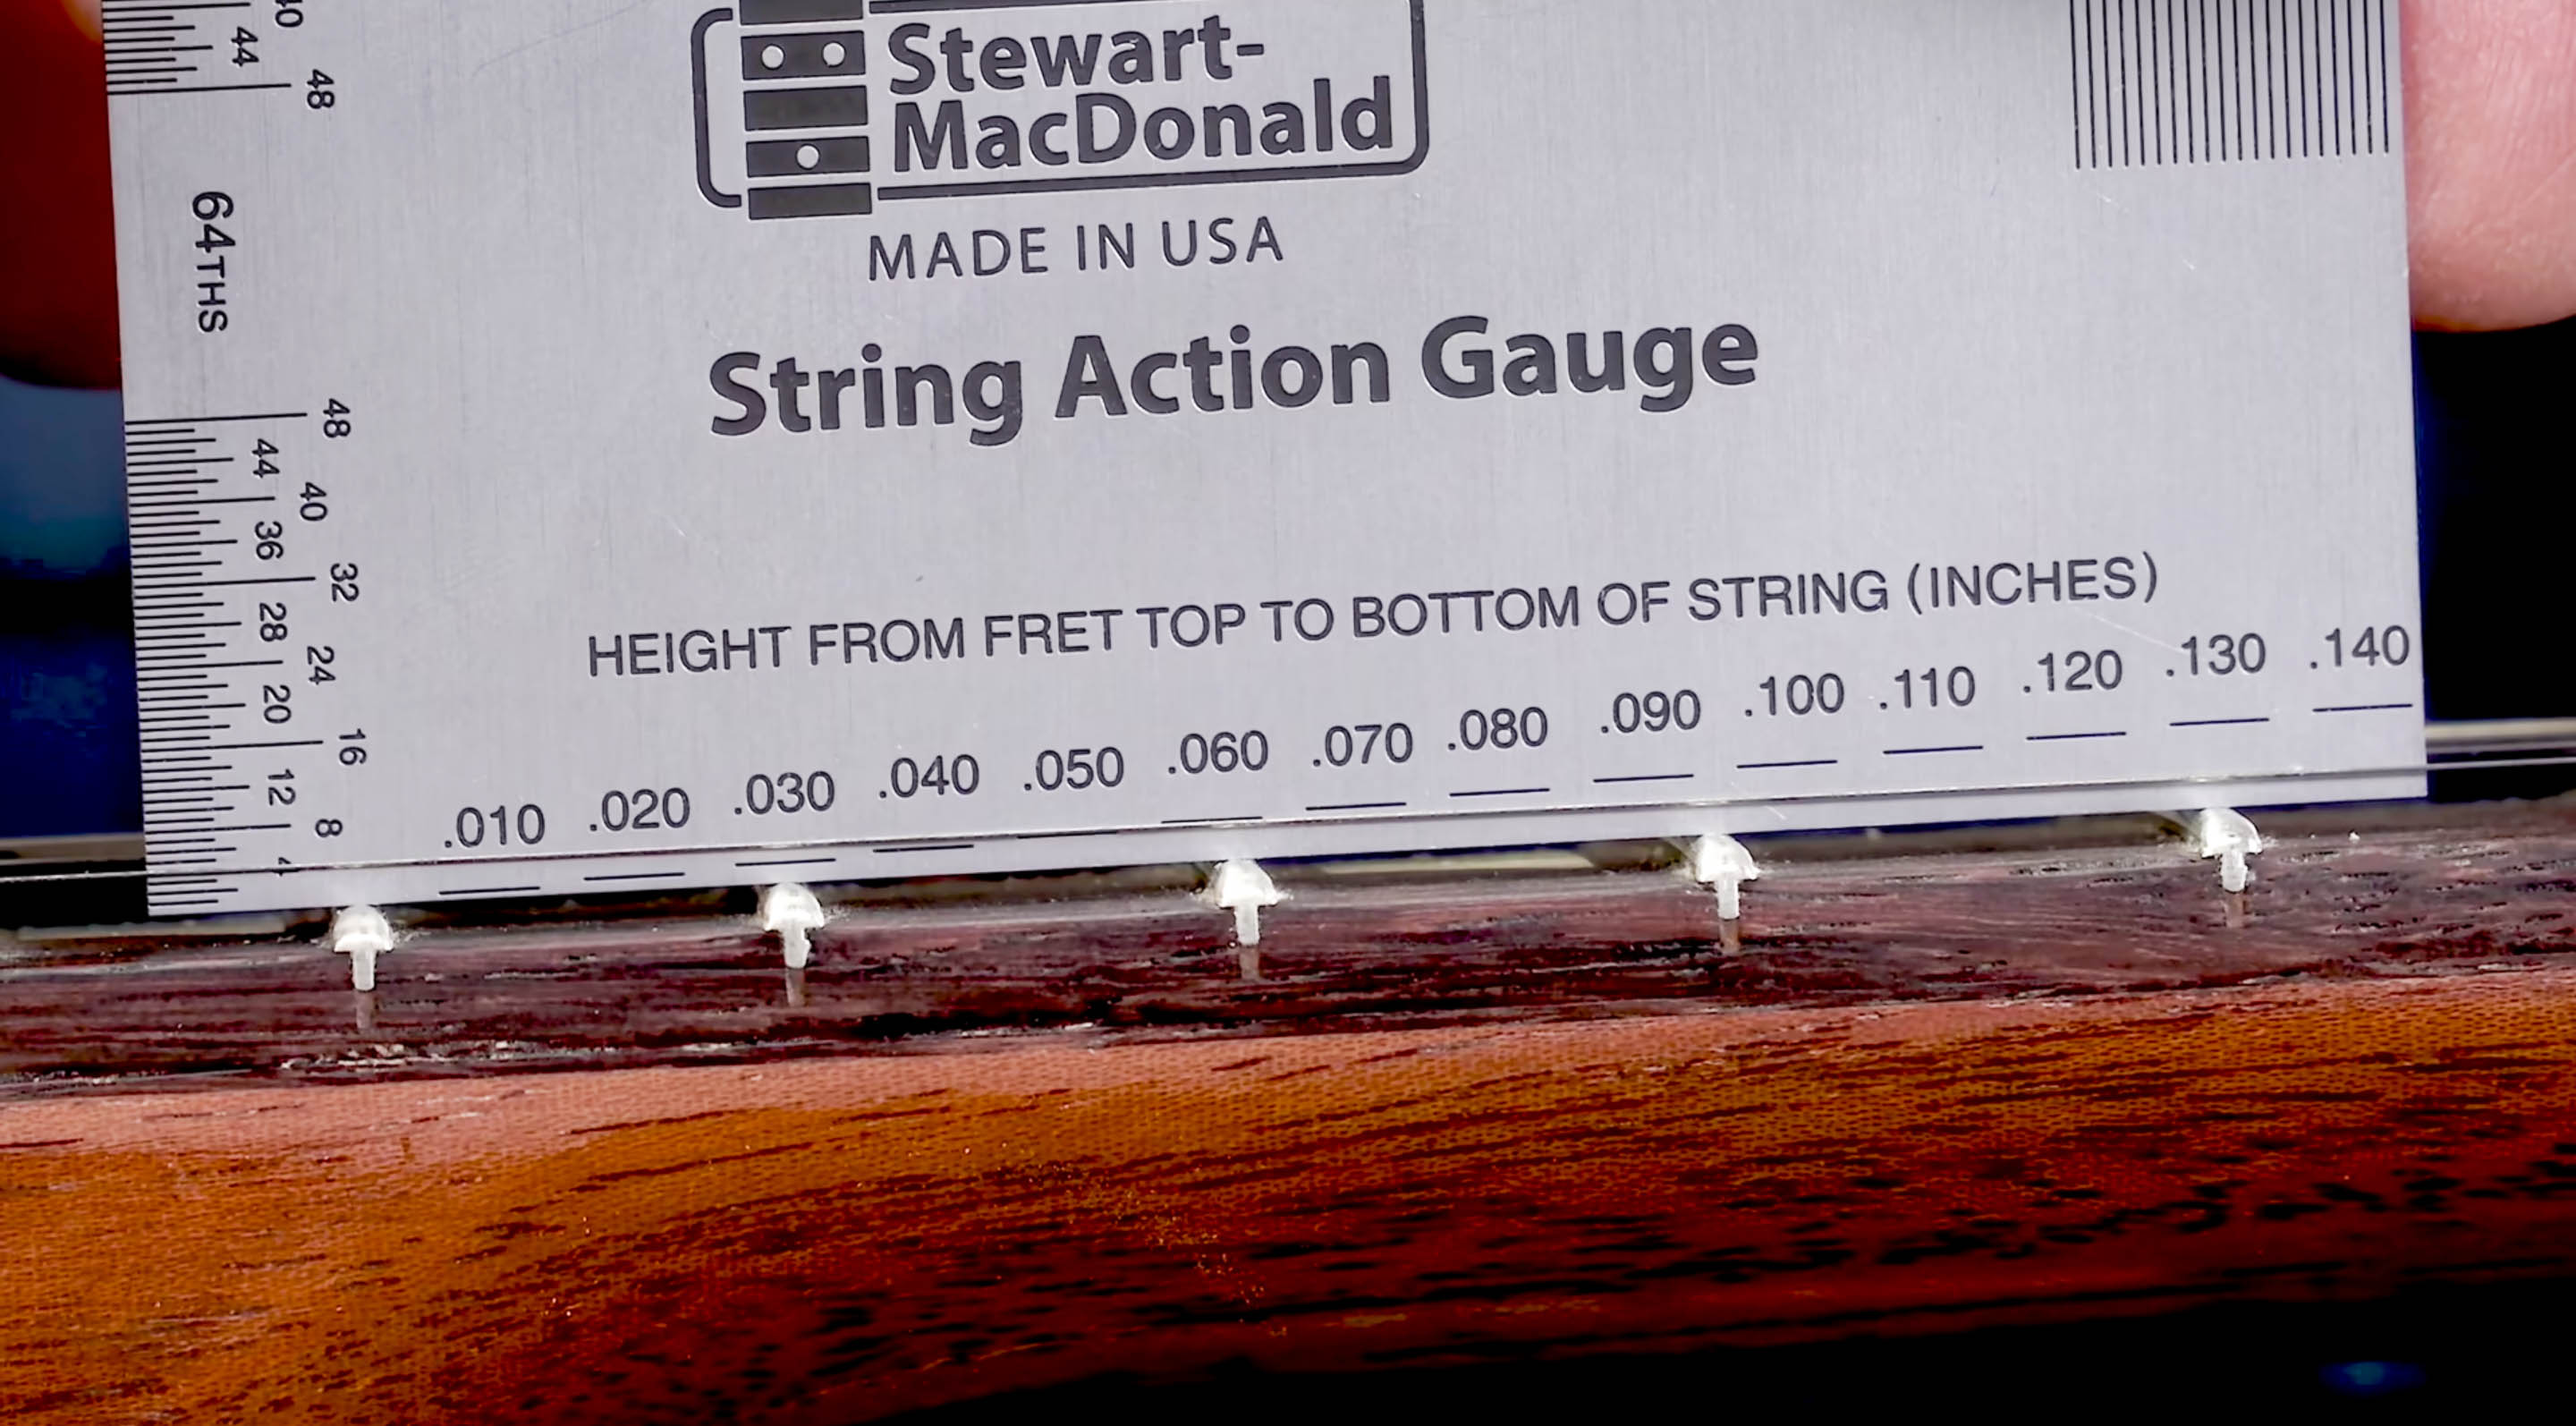 40
44
48
Stewart-
MacDonald
MADE IN USA
64THS
String Action Gauge
48
44
40
36
32
28
24
20
16
12
8
4
HEIGHT FROM FRET TOP TO BOTTOM OF STRING (INCHES)
.010 .020 .030 .040 .050 .060 .070 .080 .090 .100 .110 .120 .130 .140